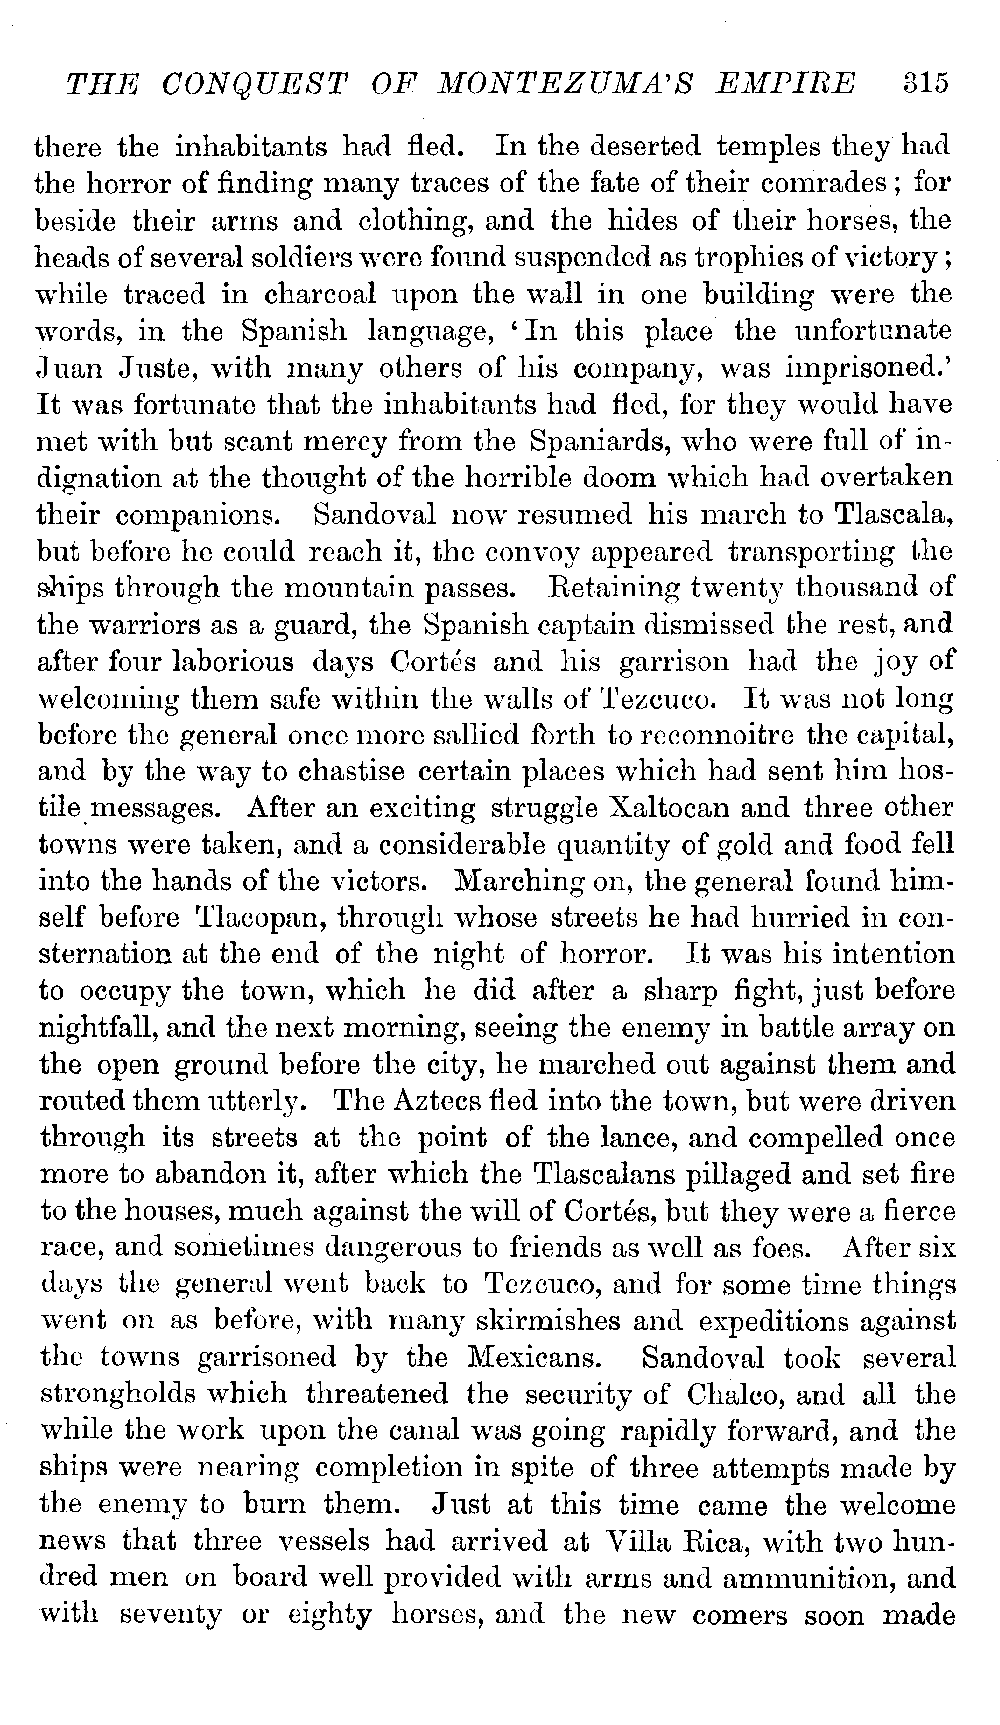 THE CONQUEST OF MONTEZUMA'S EMPIRE 315
there the inhabitants had fled. In the deserted temples they had
the horror of finding many traces of the fate of their comrades; for
beside their arms and clothing, and the hides of their horses, the
heads of several soldiers were found suspended as trophies of victory;
while traced in charcoal upon the wall in one building were the
words, in the Spanish language, ‘In this place the unfortunate
Juan Juste, with many others of his company, was imprisoned.’
It was fortunate that the inhabitants had fled, for they would have
met with but scant mercy from the Spaniards, who were full of in-
dignation at the thought of the horrible doom which had overtaken
their companions. Sandoval now resumed his march to Tlascala,
but before he could reach it, the convoy appeared transporting the
ships through the mountain passes. Retaining twenty thousand of
the warriors as a guard, the Spanish captain dismissed the rest, and
after four laborious days Cortés and his garrison had the joy of
welcoming them safe within the walls of Tezcuco. It was not long
before the general once more sallied forth to reconnoitre the capital,
and by the way to chastise certain places which had sent him hos-
tile messages. After an exciting struggle Xaltocan and three other
towns were taken, and a considerable quantity of gold and food fell
into the hands of the victors. Marching on, the general found him-
self before Tlacopan, through whose streets he had hurried in con-
sternation at the end of the night of horror. It was his intention
to occupy the town, which he did after a sharp fight, just before
nightfall, and the next morning, seeing the enemy in battle array on
the open ground before the city, he marched out against them and
routed them utterly. The Aztecs fled into the town, but were driven
through its streets at the point of the lance, and compelled once
more to abandon it, after which the Tlascalans pillaged and set fire
to the houses, much against the will of Cortés, but they were a fierce
race, and sometimes dangerous to friends as well as foes. After six
days the general went back to Tezcuco, and for some time things
went on as before, with many skirmishes and expeditions against
the towns garrisoned by the Mexicans. Sandoval took several
strongholds which threatened the security of Chalco, and all the
while the work upon the canal was going rapidly forward, and the
ships were nearing completion in spite of three attempts made by
the enemy to burn them. Just at this time came the welcome
news that three vessels had arrived at Villa Rica, with two hun-
dred men on board well provided with arms and ammunition, and
with seventy or eighty horses, and the new comers soon made